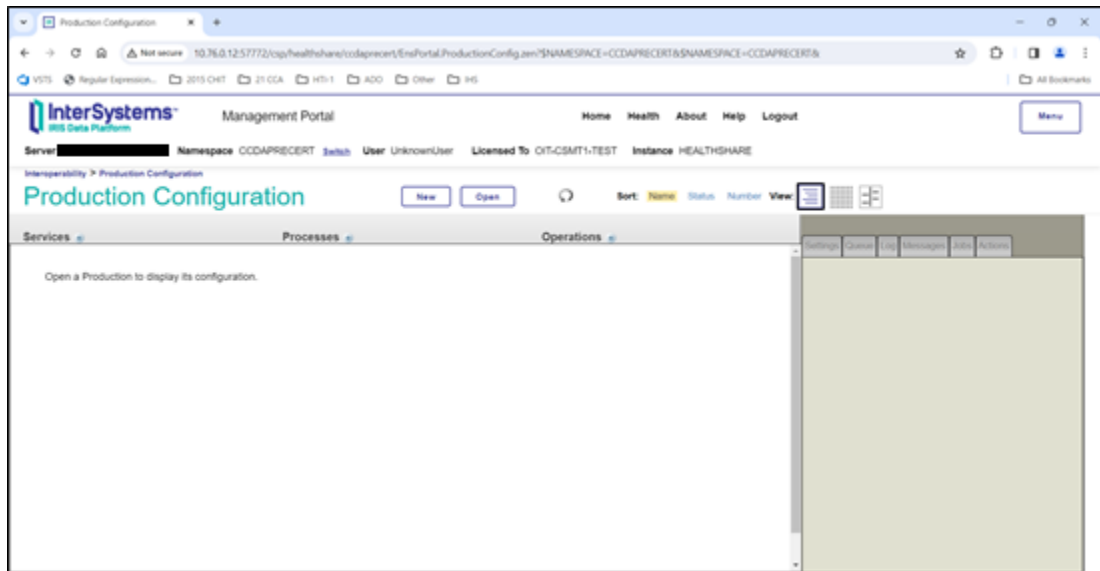 Production Configuration
Not secure 10.76.0.12:57772/csp/healthshare/ccdaprecert/EnsPortal.ProductionConfig.zen?$NAMESPACE=CCDAPRECERT&$NAMESPACE=CCDAPRECERT&
VSTS Regular Expression... 2015 CHIT 21 CCA HTI-1 ADO Other IHS All Bookmarks
InterSystems Management Portal Home Health About Help Logout Menu
IRIS Data Platform
Server Namespace CCDAPRECERT Switch User UnknownUser Licensed To OIT-CSMT1-TEST Instance HEALTHSHARE
Interoperability > Production Configuration
Production Configuration New Open Sort: Name Status Number View:
Services Processes Operations
Settings Queue Log Messages Jobs Actions
Open a Production to display its configuration.